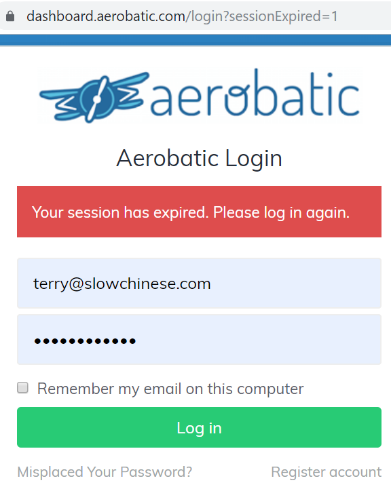 dashboard.aerobatic.com/login?sessionExpired=1
aerobatic
Aerobatic Login
Your session has expired. Please log in again.
terry@slowchinese.com
••••••••••••
Remember my email on this computer
Log in
Misplaced Your Password? Register account